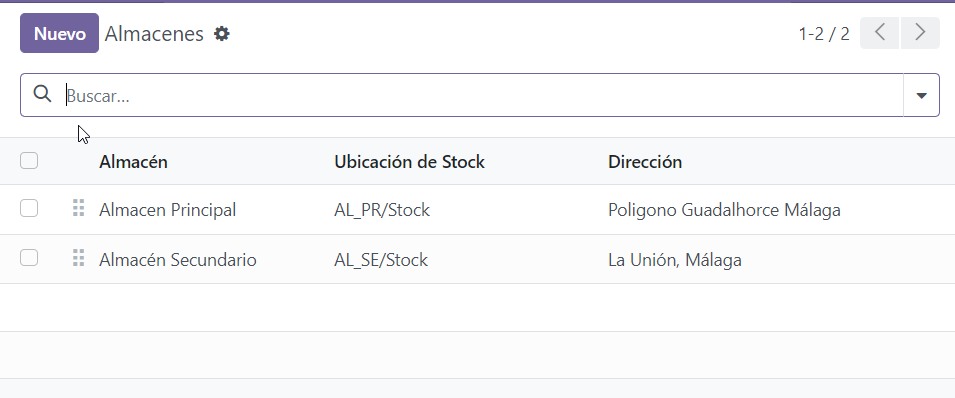 Nuevo Almacenes 1-2 / 2
Buscar...
Almacén Ubicación de Stock Dirección
Almacen Principal AL_PR/Stock Poligono Guadalhorce Málaga
Almacén Secundario AL_SE/Stock La Unión, Málaga